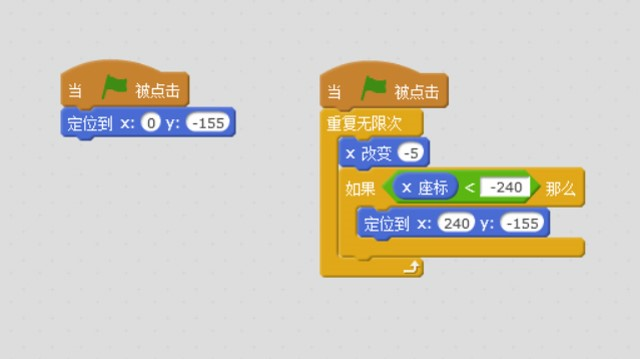 当 被点击
定位到 x: 0 y: -155
当 被点击
重复无限次
x 改变 -5
如果 x 座标 < -240 那么
定位到 x: 240 y: -155